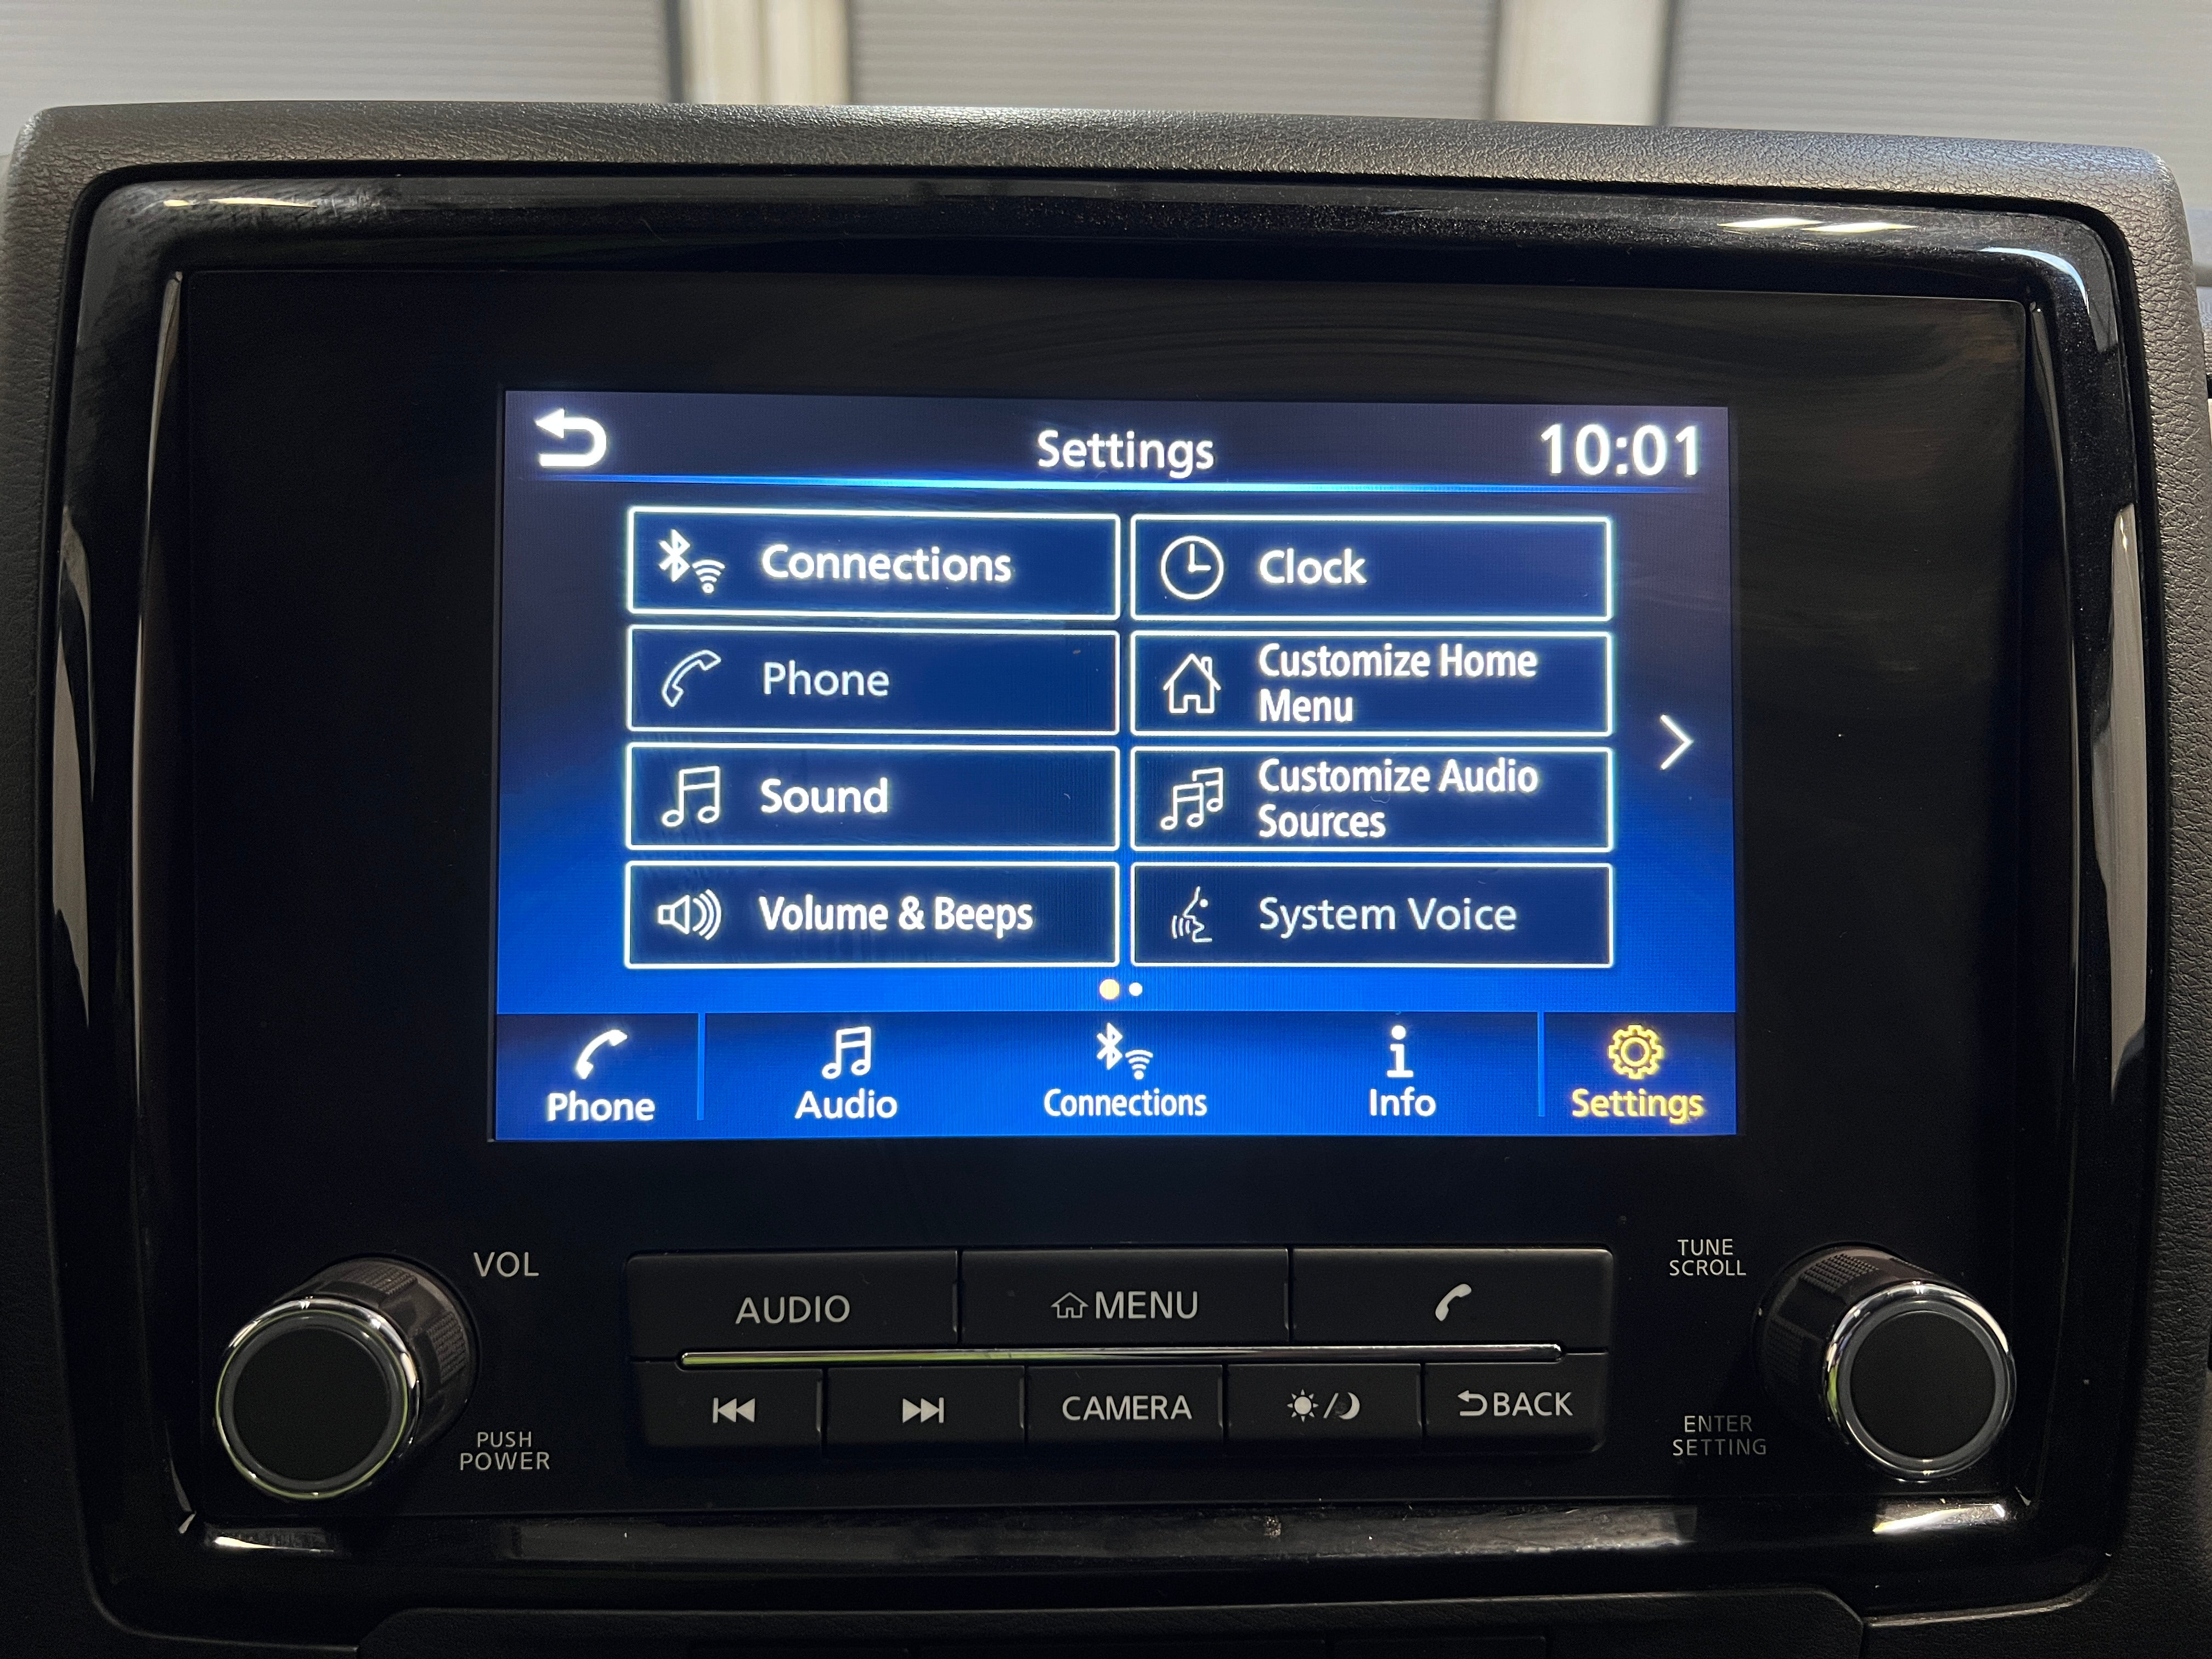 Settings
10:01
Connections
Clock
Phone
Customize Home
Menu
Sound
Customize Audio
Sources
Volume & Beeps
System Voice
Phone
Audio
Connections
Info
Settings
VOL
PUSH
POWER
AUDIO
MENU
CAMERA
BACK
TUNE
SCROLL
ENTER
SETTING